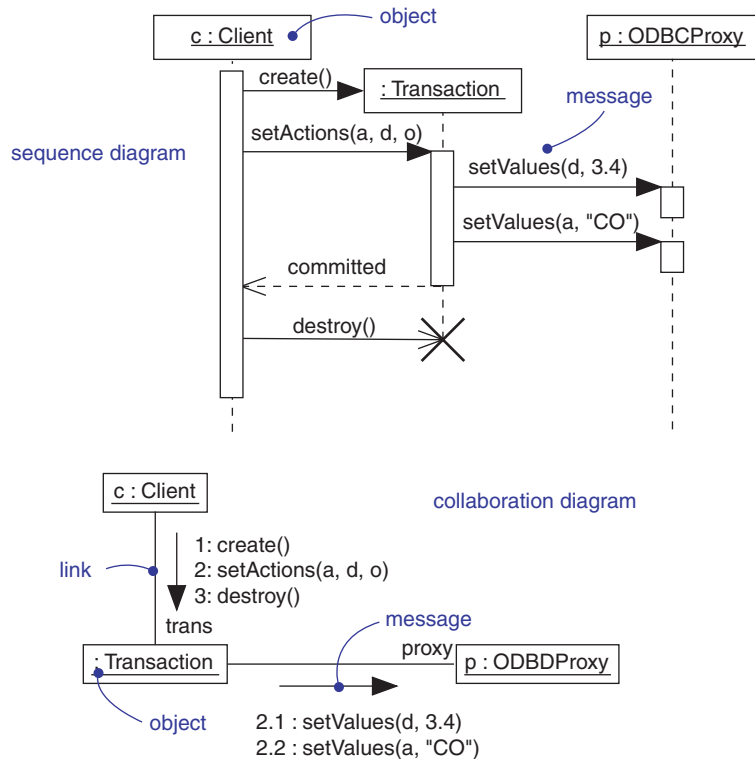 object
c : Client
p : ODBCProxy
create()
: Transaction
message
setActions(a, d, o)
sequence diagram
setValues(d, 3.4)
setValues(a, "CO")
committed
destroy()
c : Client
collaboration diagram
1: create()
link
2: setActions(a, d, o)
3: destroy()
message
trans
proxy
: Transaction
p : ODBDProxy
object
2.1 : setValues(d, 3.4)
2.2 : setValues(a, "CO")